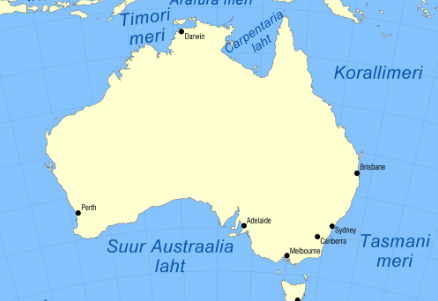 Arafura meri
Timori
meri
Darwin
Carpentaria
laht
Korallimeri
Brisbane
Perth
Adelaide
Sydney
Canberra
Melbourne
Suur Austraalia
laht
Tasmani
meri